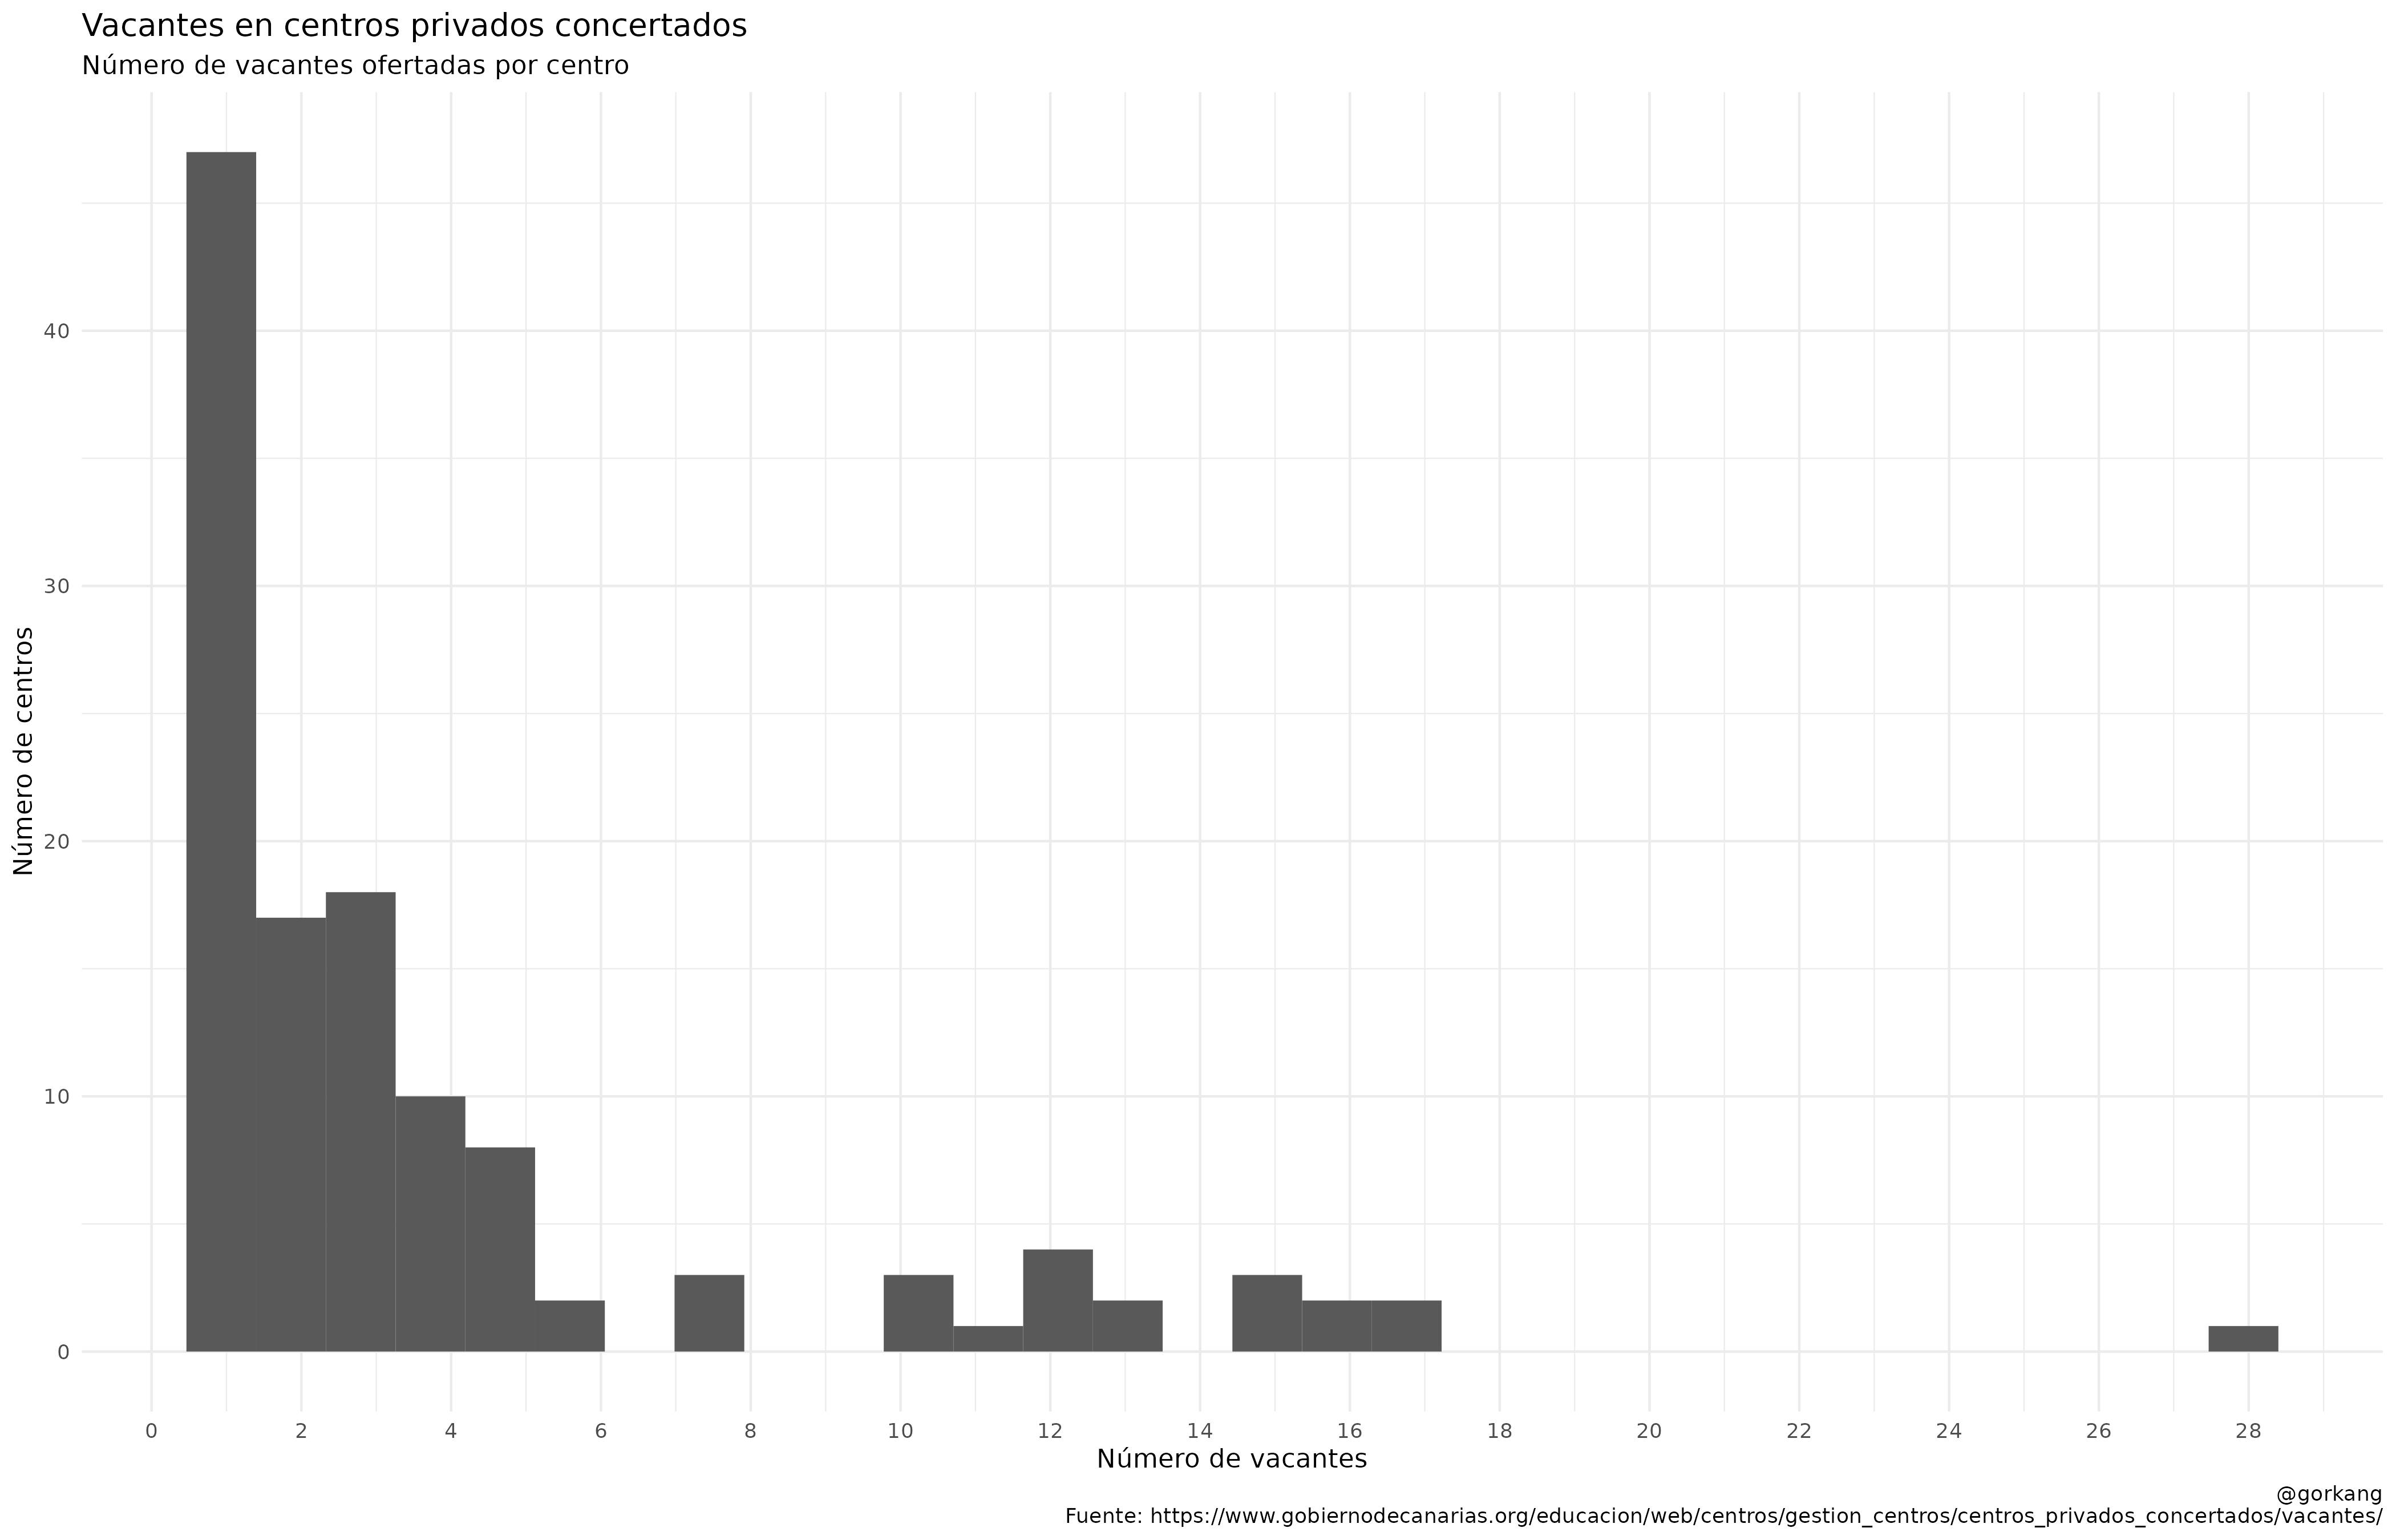 Vacantes en centros privados concertados
Número de vacantes ofertadas por centro
Número de centros
40
30
20
10
0
0 2 4 6 8 10 12 14 16 18 20 22 24 26 28
Número de vacantes
@gorkang
Fuente: https://www.gobiernodecanarias.org/educacion/web/centros/gestion_centros/centros_privados_concertados/vacantes/